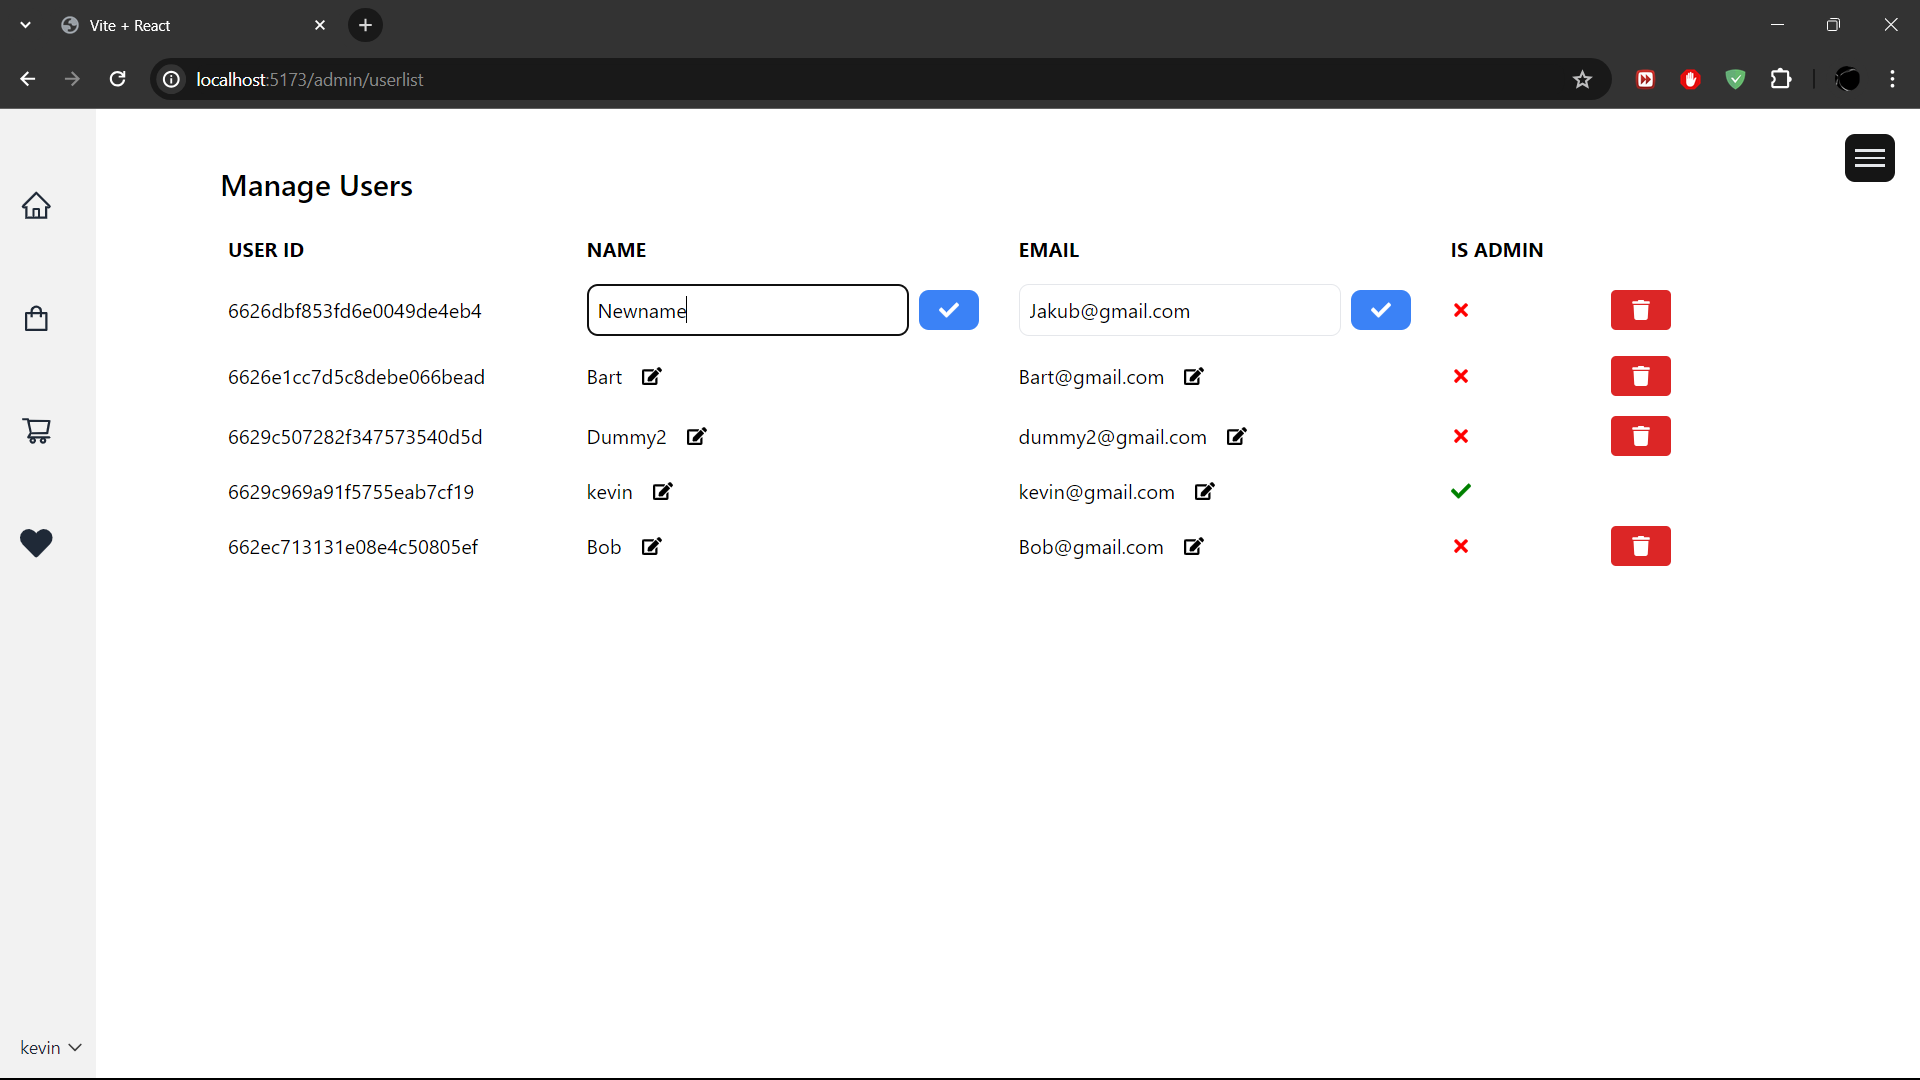 Vite + React
localhost:5173/admin/userlist
Manage Users
USER ID NAME EMAIL IS ADMIN
6626dbf853fd6e0049de4eb4 Newname Jakub@gmail.com
6626e1cc7d5c8debe066bead Bart Bart@gmail.com
6629c507282f347573540d5d Dummy2 dummy2@gmail.com
6629c969a91f5755eab7cf19 kevin kevin@gmail.com
662ec713131e08e4c50805ef Bob Bob@gmail.com
kevin